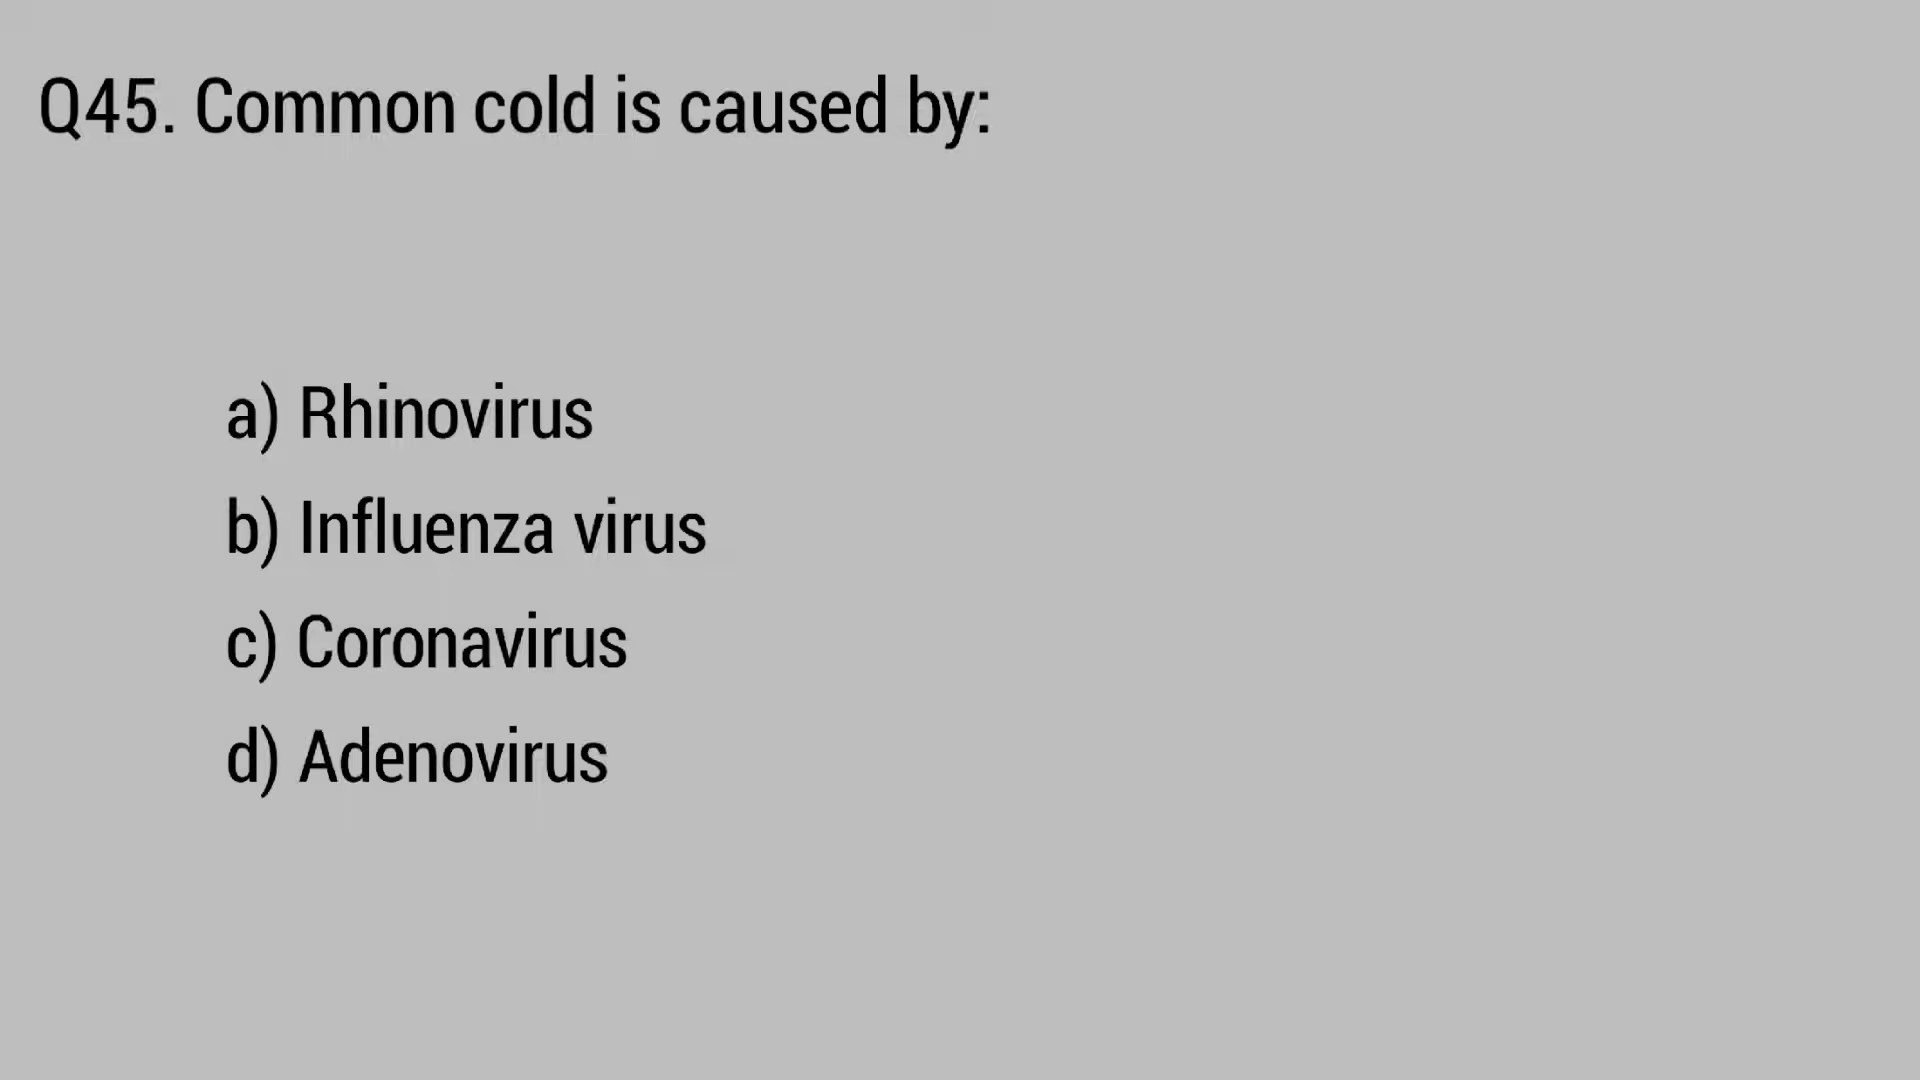 Q45. Common cold is caused by:
a) Rhinovirus
b) Influenza virus
c) Coronavirus
d) Adenovirus